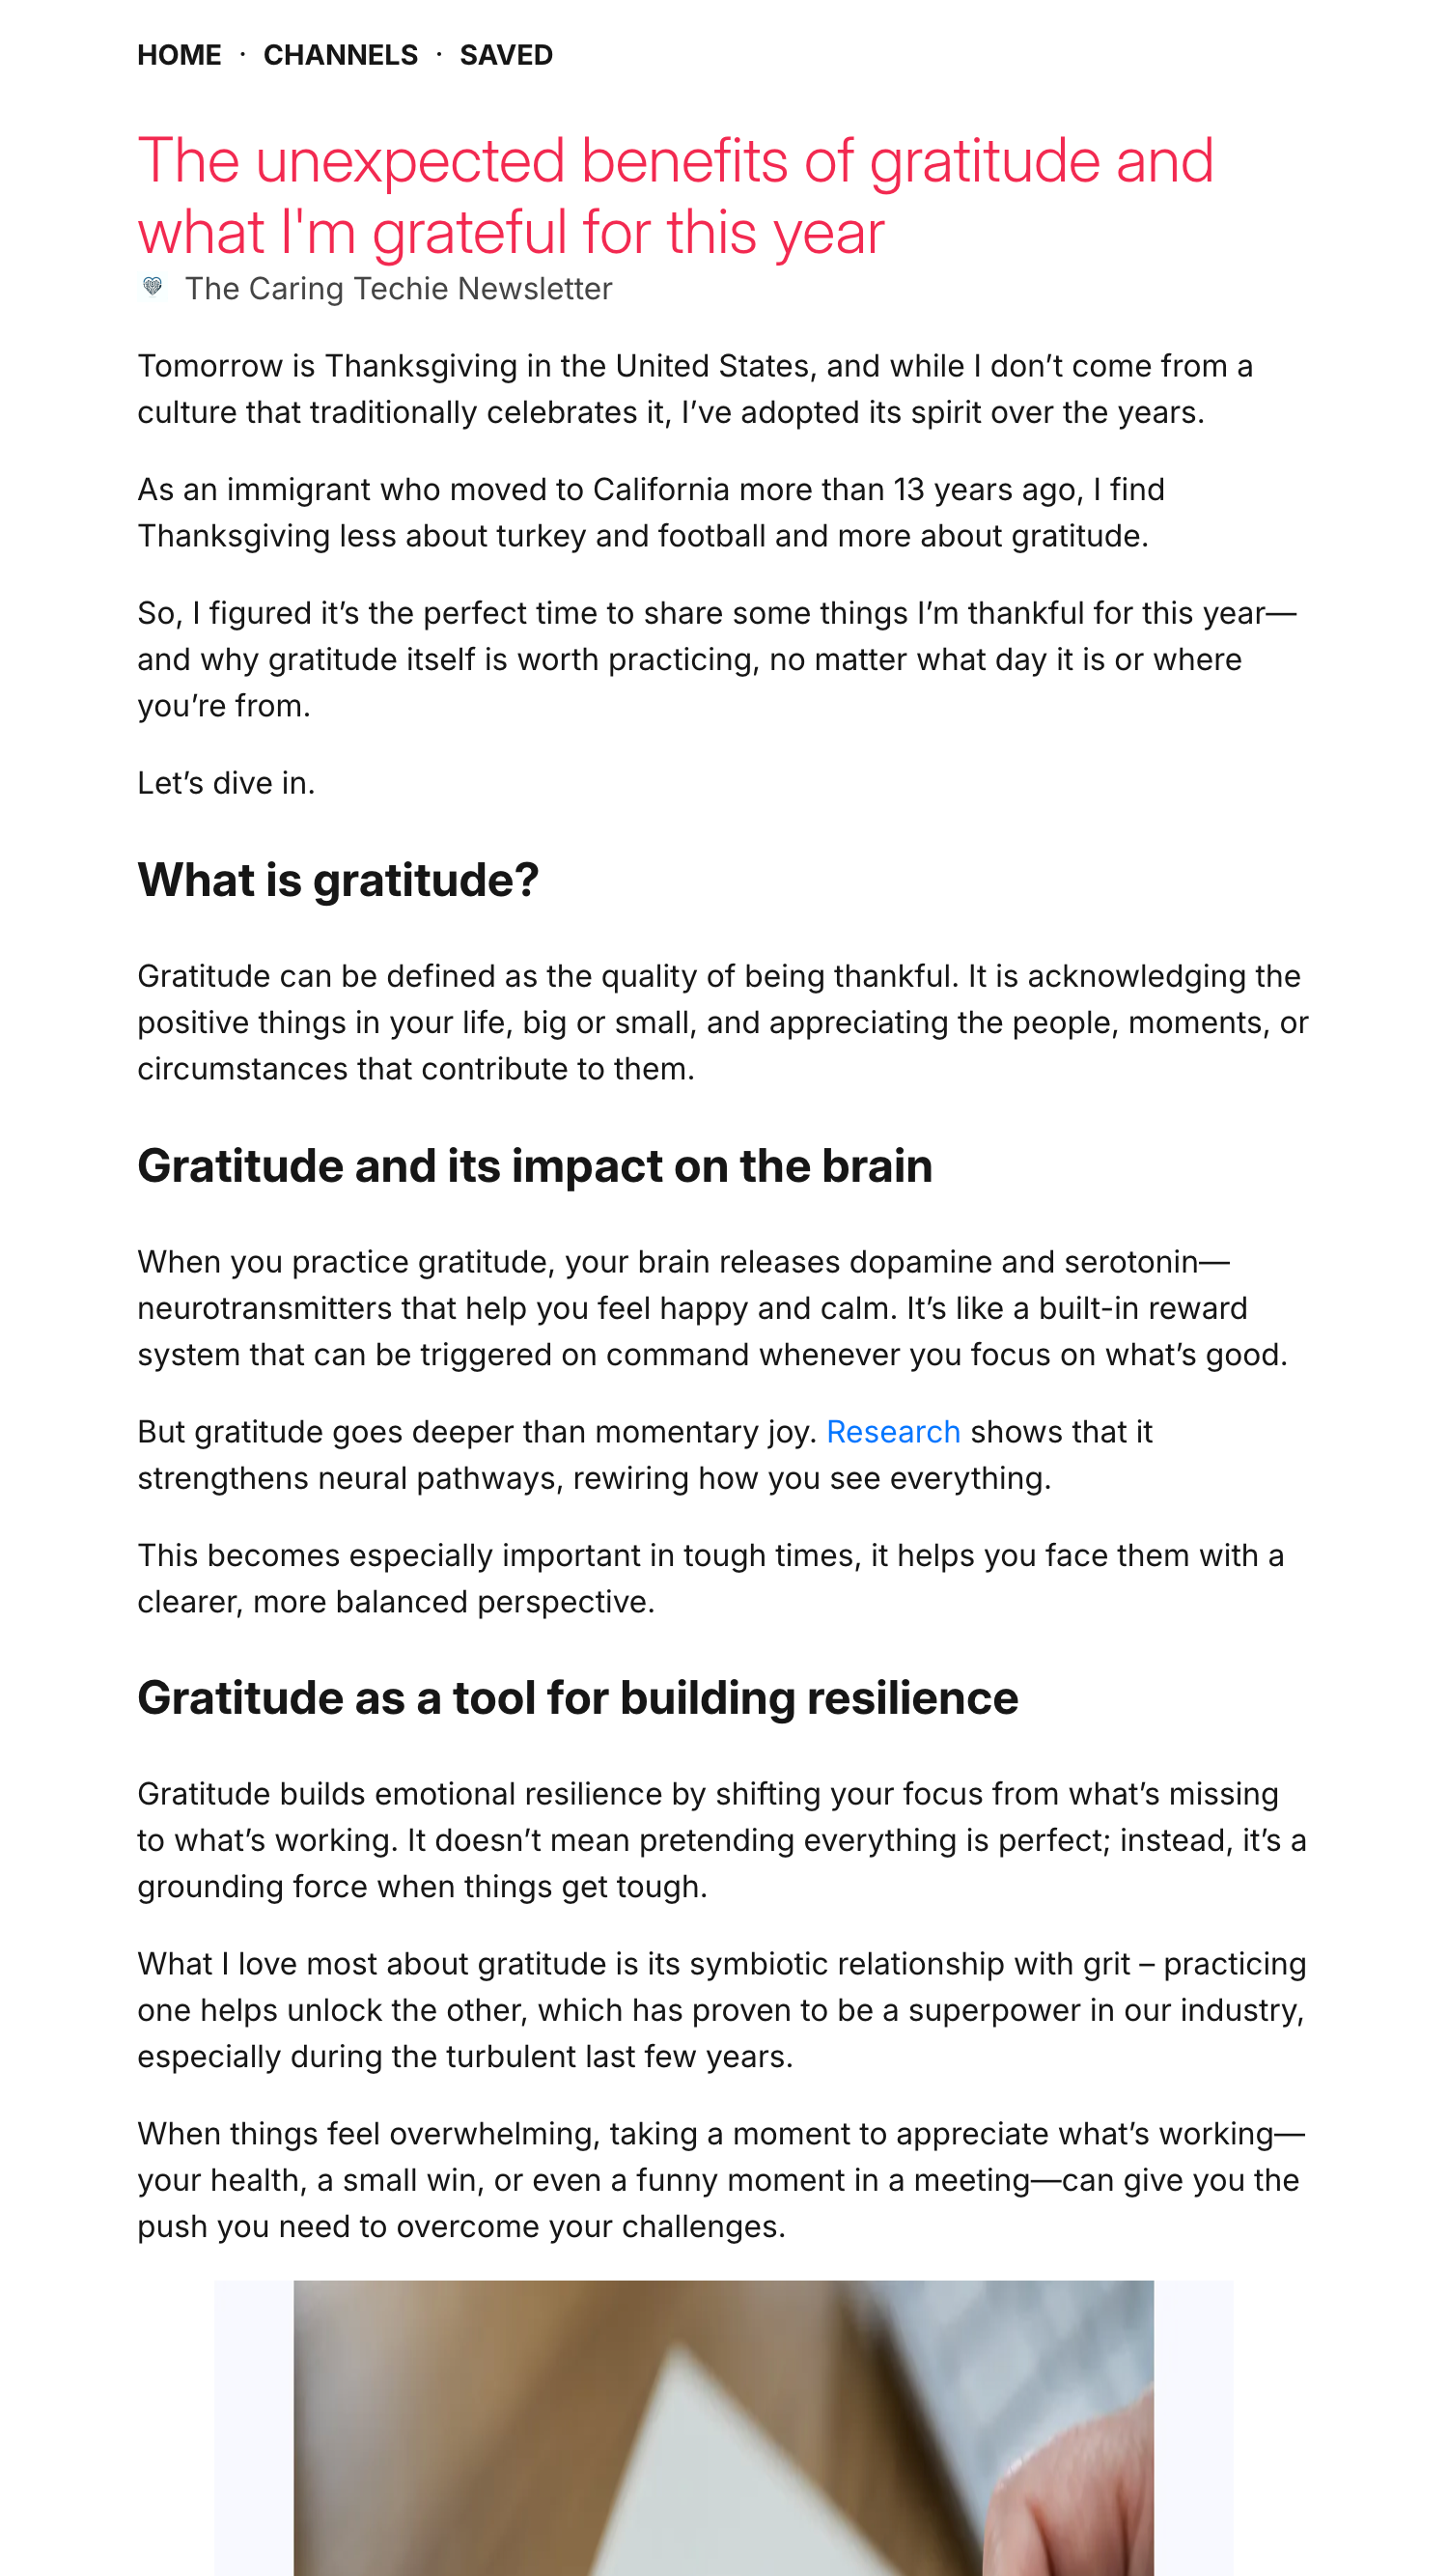 HOME · CHANNELS · SAVED
The unexpected benefits of gratitude and
what I'm grateful for this year
The Caring Techie Newsletter
Tomorrow is Thanksgiving in the United States, and while I don’t come from a
culture that traditionally celebrates it, I’ve adopted its spirit over the years.
As an immigrant who moved to California more than 13 years ago, I find
Thanksgiving less about turkey and football and more about gratitude.
So, I figured it’s the perfect time to share some things I’m thankful for this year—
and why gratitude itself is worth practicing, no matter what day it is or where
you’re from.
Let’s dive in.
What is gratitude?
Gratitude can be defined as the quality of being thankful. It is acknowledging the
positive things in your life, big or small, and appreciating the people, moments, or
circumstances that contribute to them.
Gratitude and its impact on the brain
When you practice gratitude, your brain releases dopamine and serotonin—
neurotransmitters that help you feel happy and calm. It’s like a built-in reward
system that can be triggered on command whenever you focus on what’s good.
But gratitude goes deeper than momentary joy. Research shows that it
strengthens neural pathways, rewiring how you see everything.
This becomes especially important in tough times, it helps you face them with a
clearer, more balanced perspective.
Gratitude as a tool for building resilience
Gratitude builds emotional resilience by shifting your focus from what’s missing
to what’s working. It doesn’t mean pretending everything is perfect; instead, it’s a
grounding force when things get tough.
What I love most about gratitude is its symbiotic relationship with grit – practicing
one helps unlock the other, which has proven to be a superpower in our industry,
especially during the turbulent last few years.
When things feel overwhelming, taking a moment to appreciate what’s working—
your health, a small win, or even a funny moment in a meeting—can give you the
push you need to overcome your challenges.